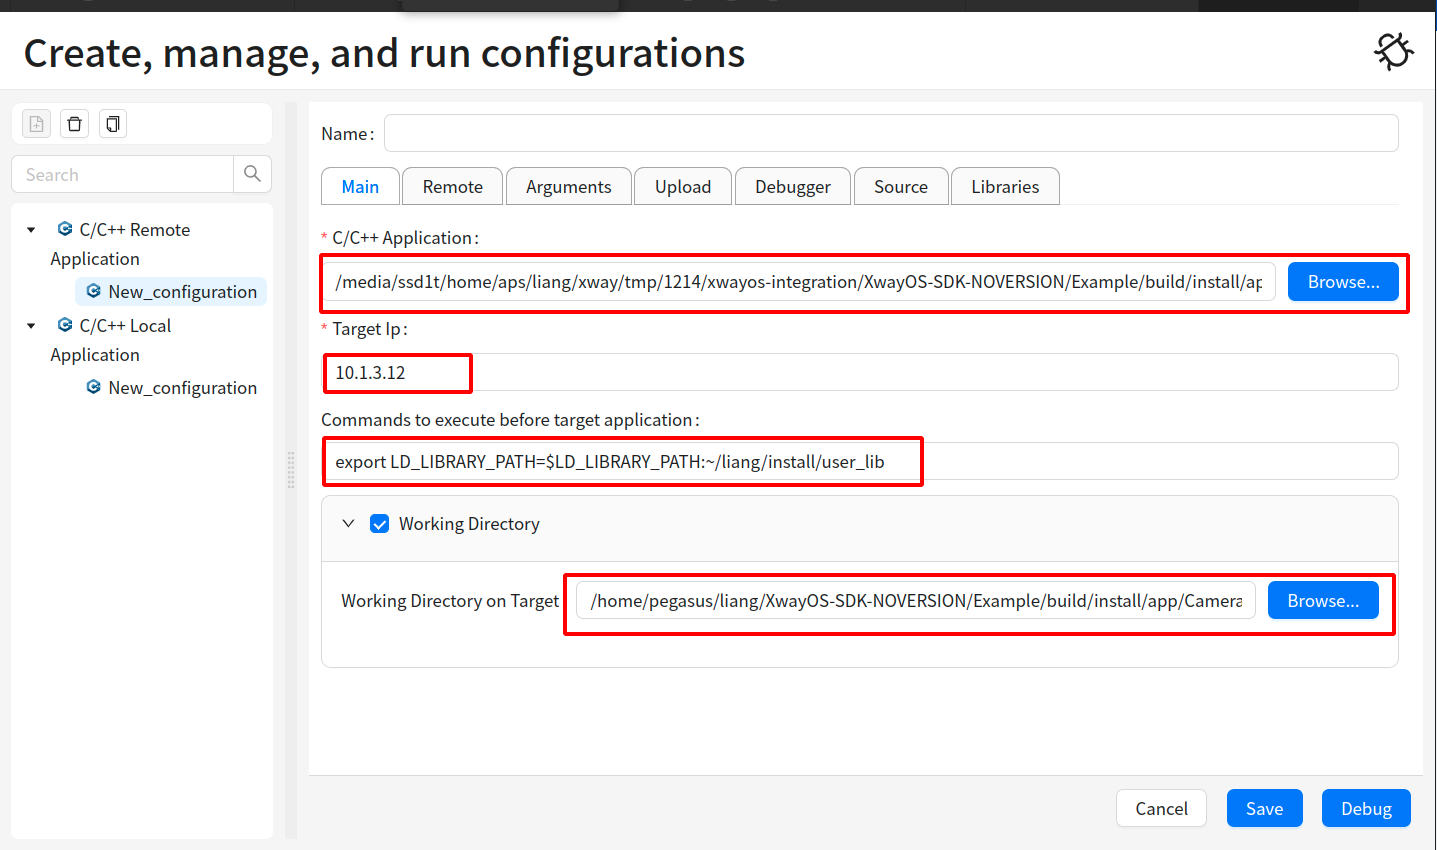 Create, manage, and run configurations
Name:
Search
Main Remote Arguments Upload Debugger Source Libraries
C/C++ Remote
Application
New_configuration
C/C++ Local
Application
New_configuration
* C/C++ Application:
/media/ssd1t/home/aps/liang/xway/tmp/1214/xwayos-integration/XwayOS-SDK-NOVERSION/Example/build/install/ap
Browse...
* Target Ip:
10.1.3.12
Commands to execute before target application:
export LD_LIBRARY_PATH=$LD_LIBRARY_PATH:~/liang/install/user_lib
Working Directory
Working Directory on Target
/home/pegasus/liang/XwayOS-SDK-NOVERSION/Example/build/install/app/Camera
Browse...
Cancel Save Debug